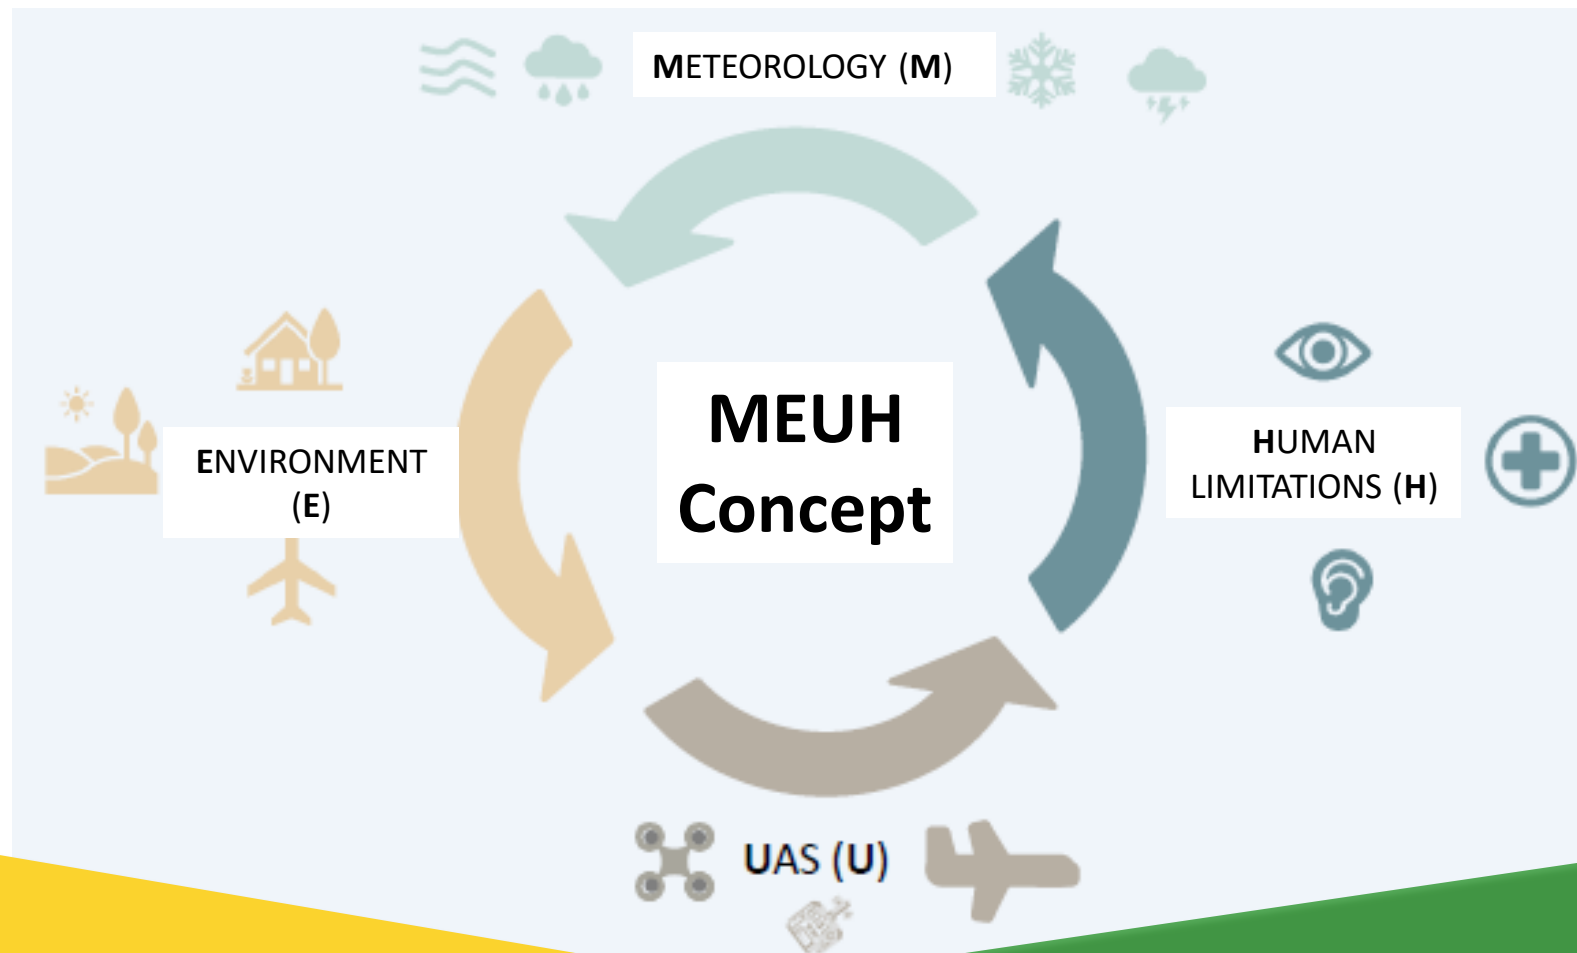 METEOROLOGY (M)
MEUH
Concept
ENVIRONMENT
(E)
HUMAN
LIMITATIONS (H)
UAS (U)